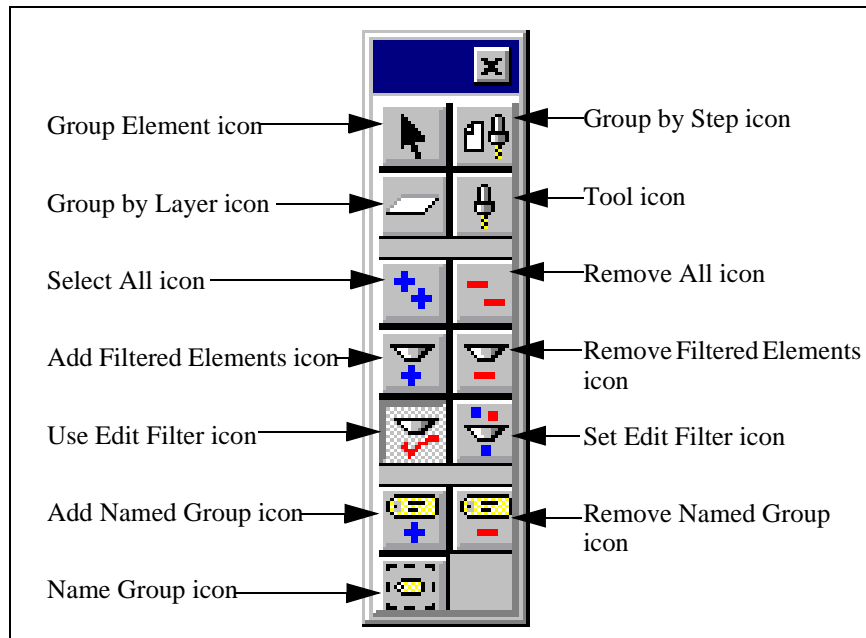 Group Element icon
Group by Step icon
Group by Layer icon
Tool icon
Select All icon
Remove All icon
Add Filtered Elements icon
Remove Filtered Elements
icon
Use Edit Filter icon
Set Edit Filter icon
Add Named Group icon
Remove Named Group
icon
Name Group icon